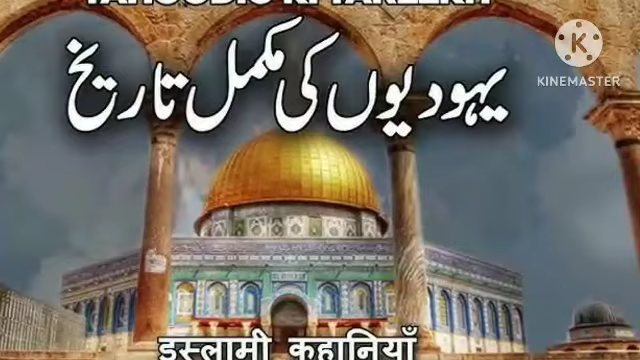 YAHOODIO KI TAREEKH
KINEMASTER
یہودیوں کی مکمل تاریخ
इस्लामी कहानियाँ